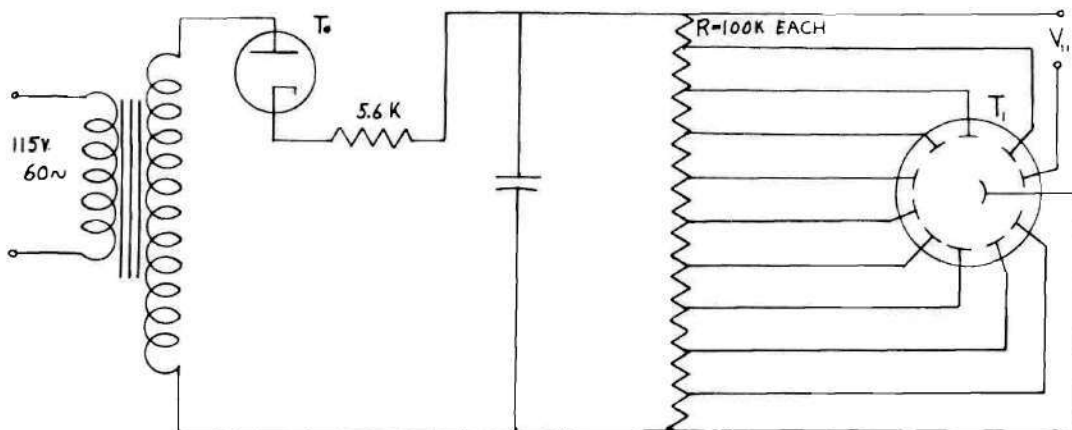 T₀
R=100K EACH
V₁₁
5.6 K
T₁
115V.
60~